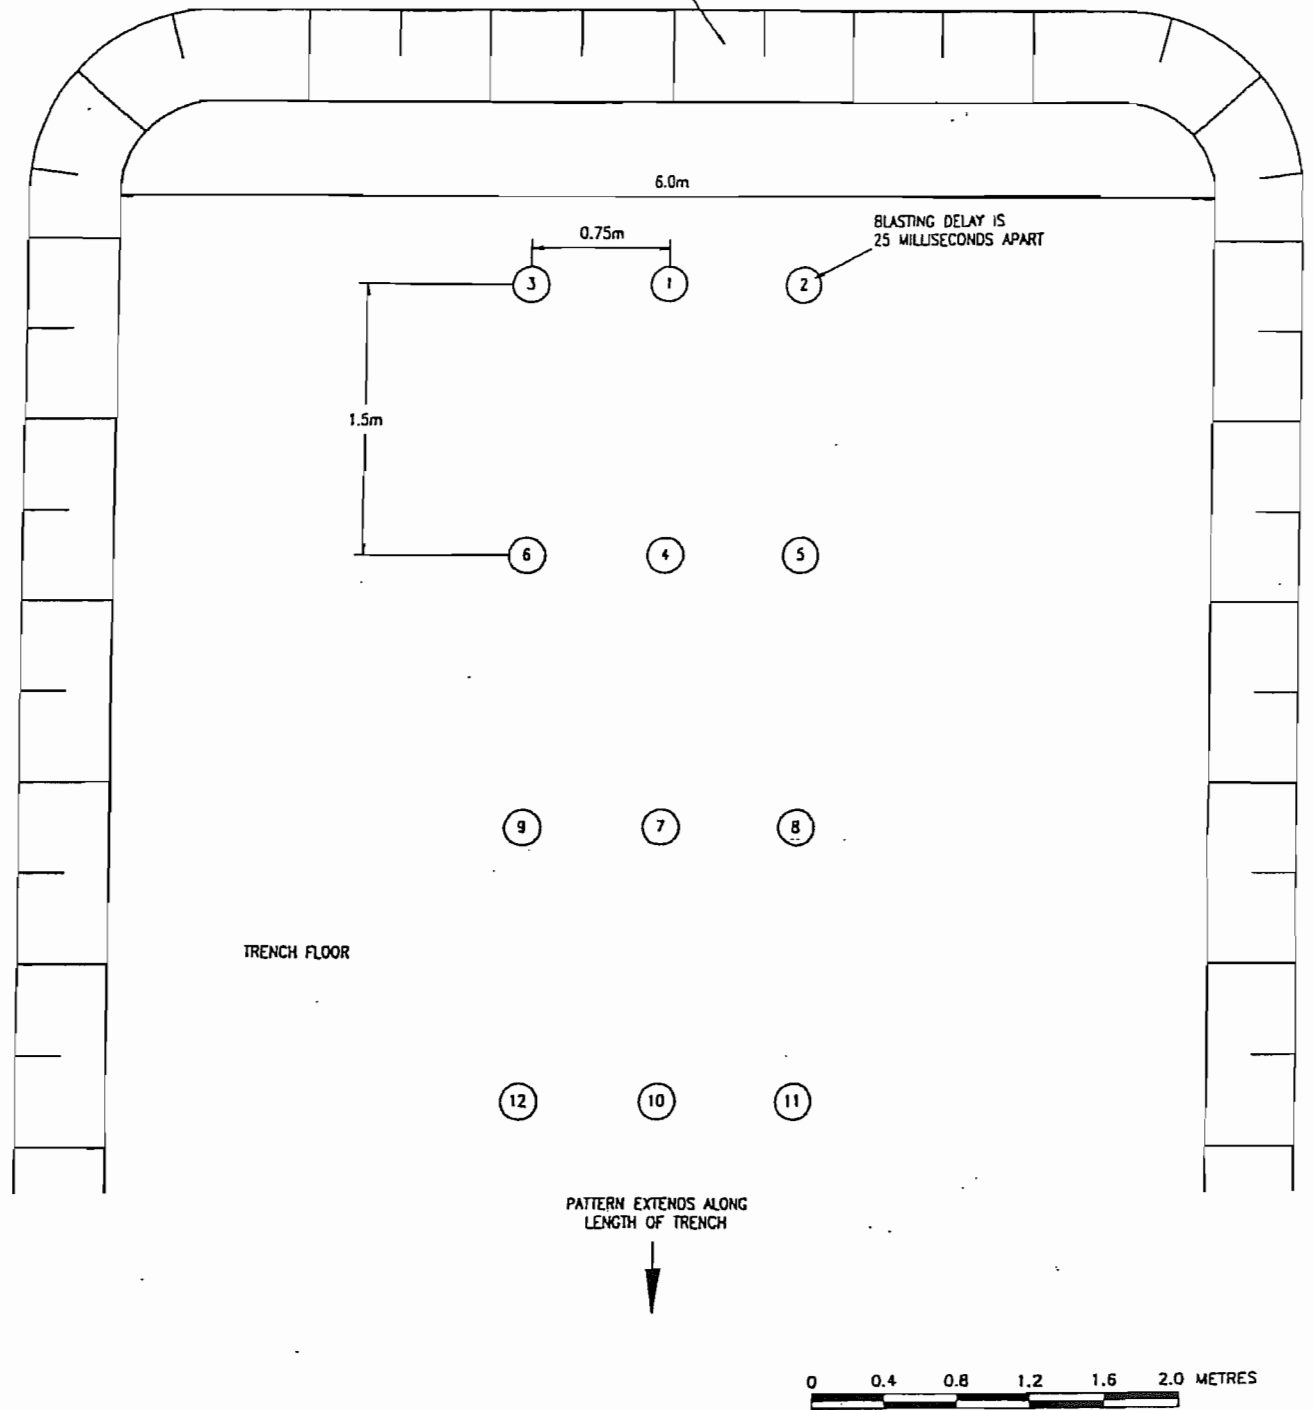 6.0m
BLASTING DELAY IS
25 MILLISECONDS APART
0.75m
3 1 2
1.5m
6 4 5
9 7 8
TRENCH FLOOR
12 10 11
PATTERN EXTENDS ALONG
LENGTH OF TRENCH
0 0.4 0.8 1.2 1.6 2.0 METRES